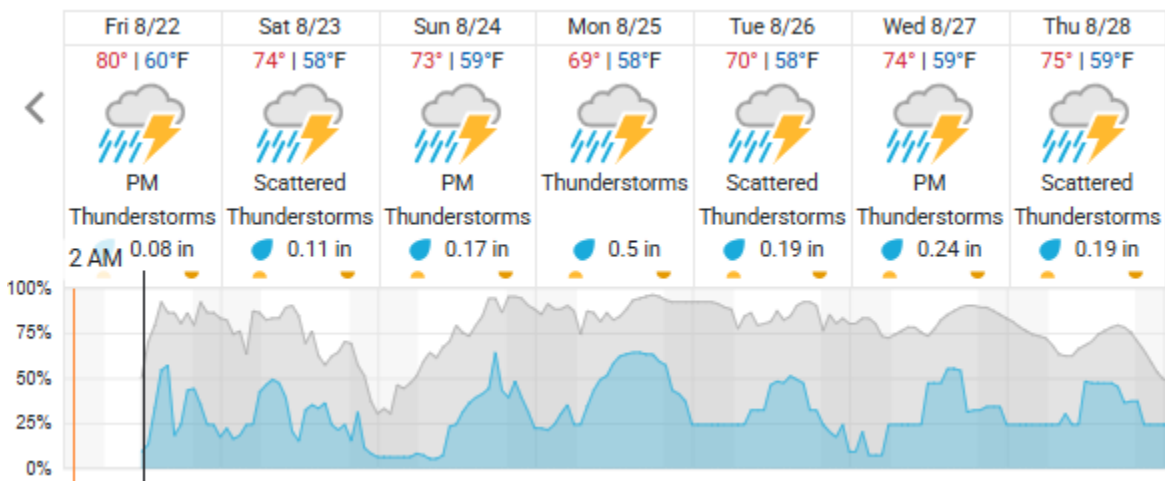 Fri 8/22 Sat 8/23 Sun 8/24 Mon 8/25 Tue 8/26 Wed 8/27 Thu 8/28
80° | 60°F 74° | 58°F 73° | 59°F 69° | 58°F 70° | 58°F 74° | 59°F 75° | 59°F
PM Scattered PM Thunderstorms Scattered PM Scattered
Thunderstorms Thunderstorms Thunderstorms Thunderstorms Thunderstorms Thunderstorms
2 AM 0.08 in 0.11 in 0.17 in 0.5 in 0.19 in 0.24 in 0.19 in
100%
75%
50%
25%
0%